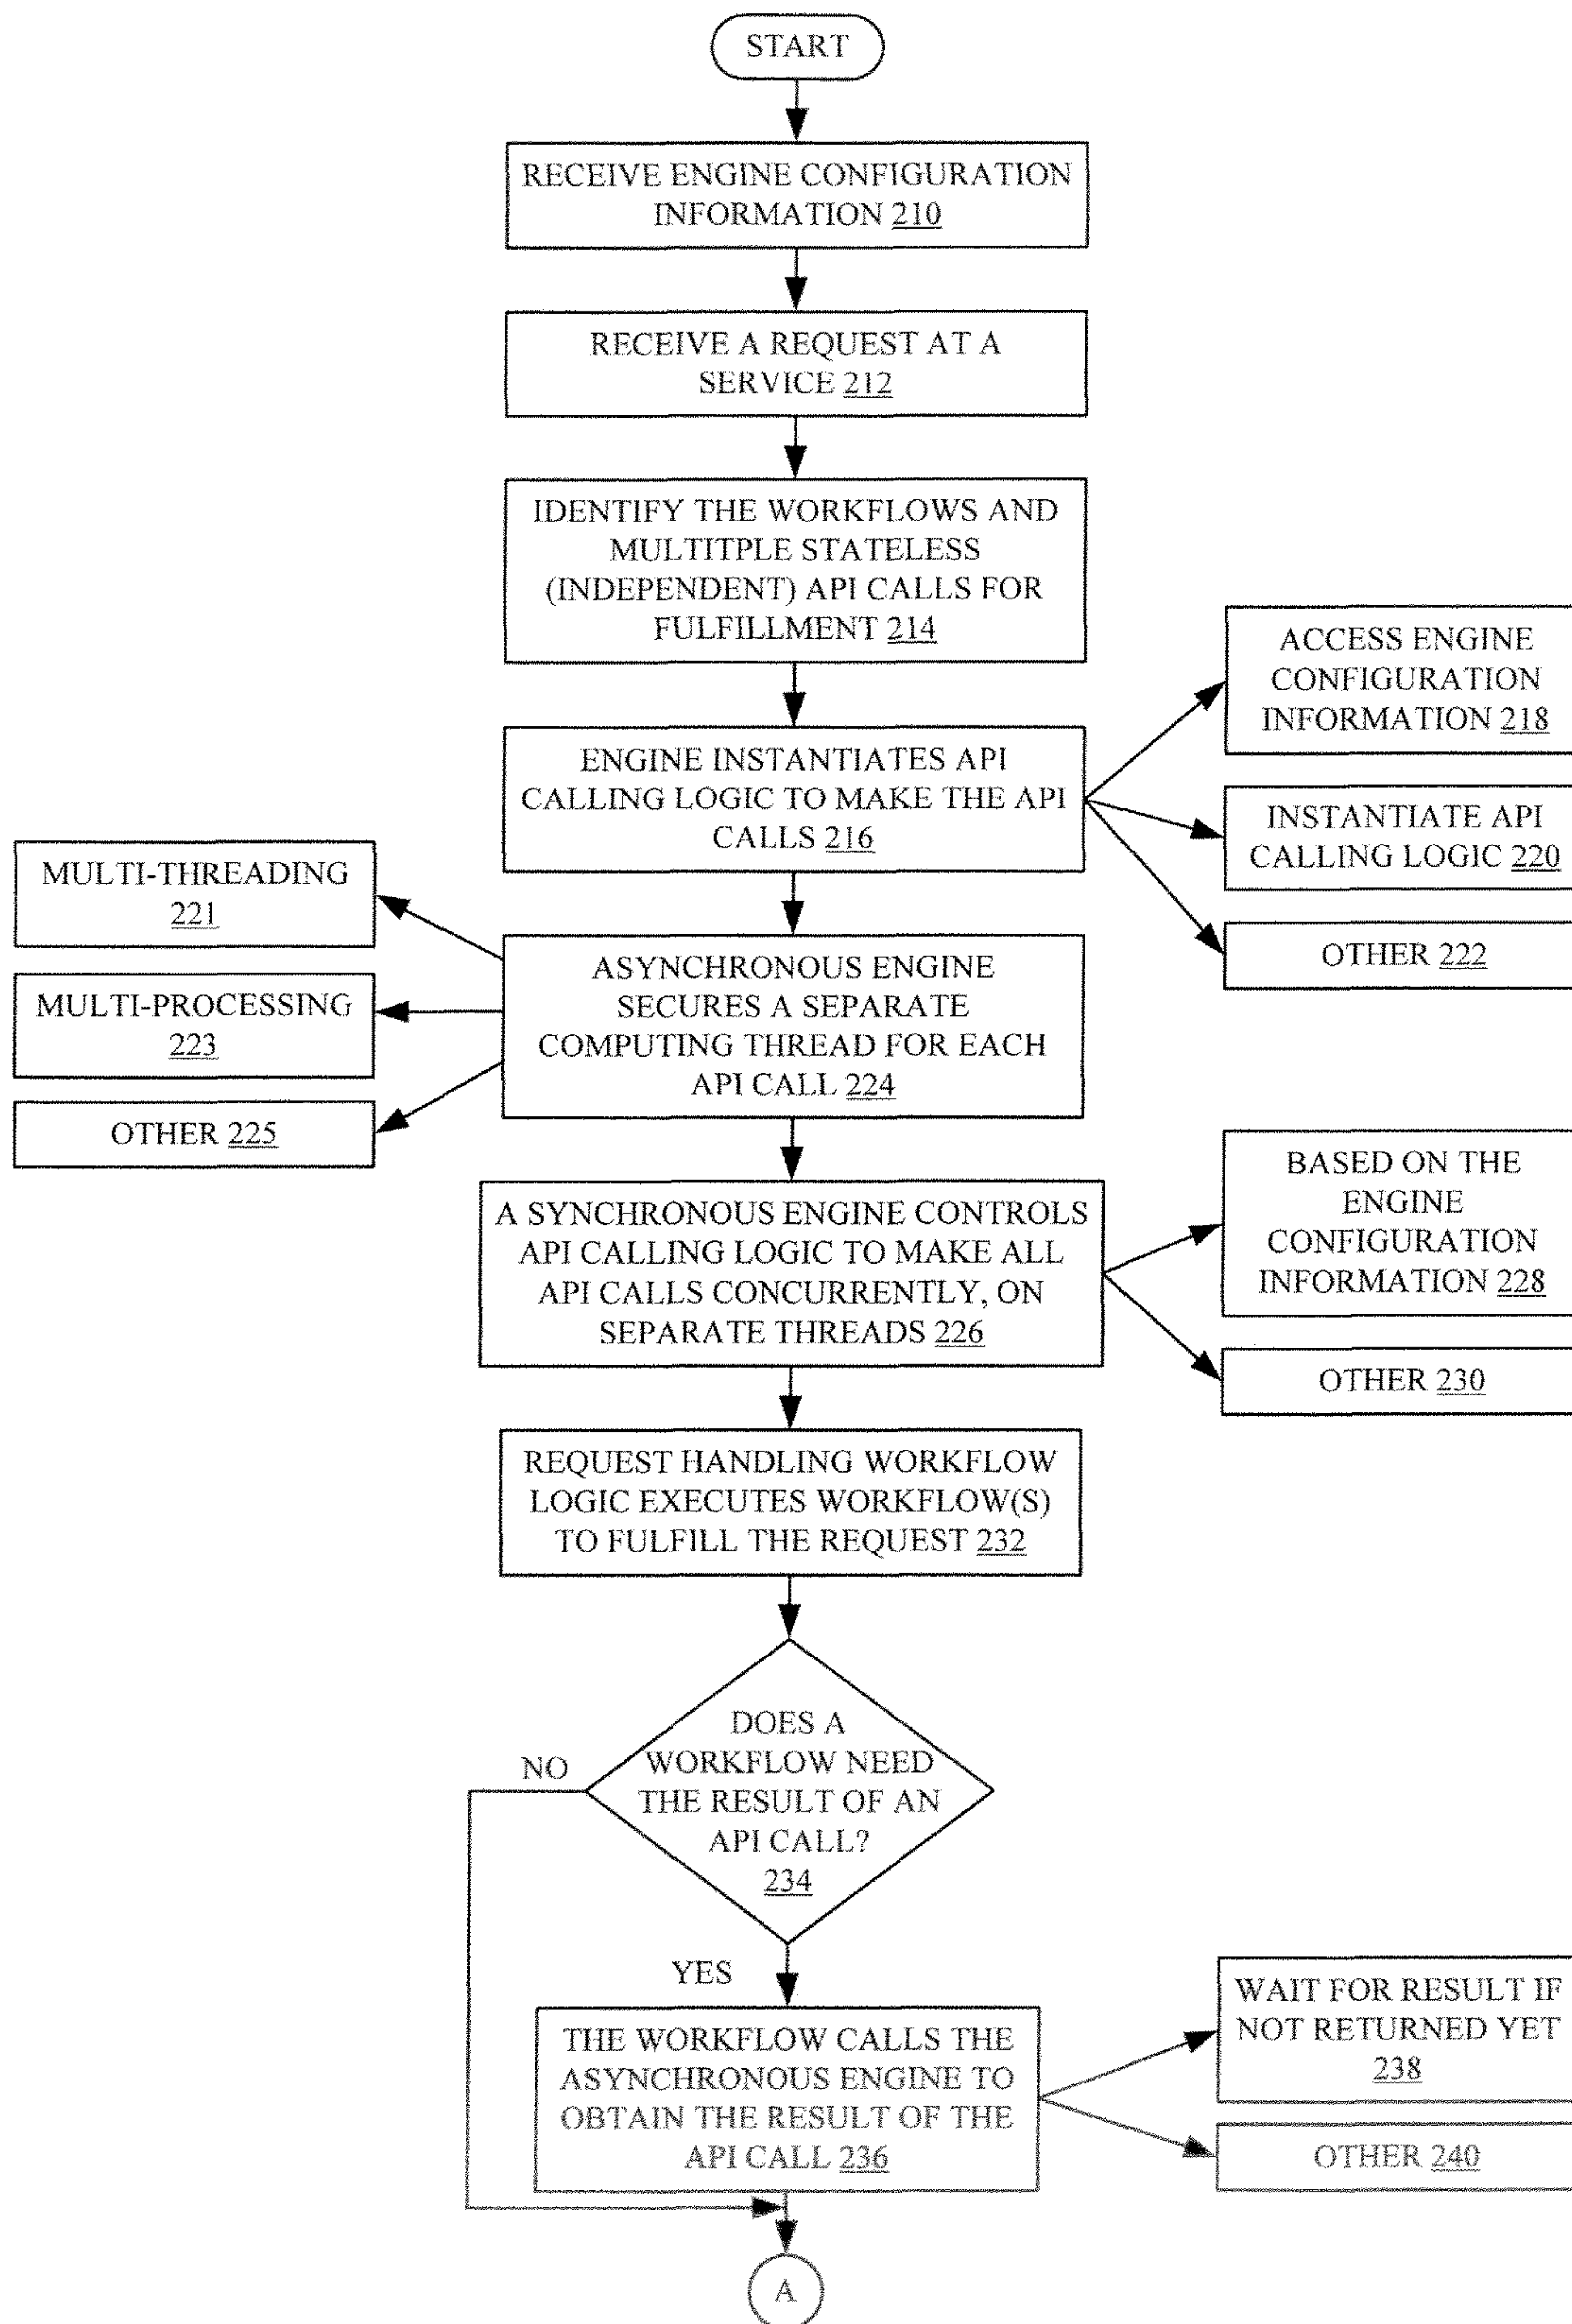 START
RECEIVE ENGINE CONFIGURATION
INFORMATION 210
RECEIVE A REQUEST AT A
SERVICE 212
IDENTIFY THE WORKFLOWS AND
MULTITPLE STATELESS
(INDEPENDENT) API CALLS FOR
FULFILLMENT 214
ENGINE INSTANTIATES API
CALLING LOGIC TO MAKE THE API
CALLS 216
ACCESS ENGINE
CONFIGURATION
INFORMATION 218
INSTANTIATE API
CALLING LOGIC 220
OTHER 222
MULTI-THREADING
221
MULTI-PROCESSING
223
OTHER 225
ASYNCHRONOUS ENGINE
SECURES A SEPARATE
COMPUTING THREAD FOR EACH
API CALL 224
A SYNCHRONOUS ENGINE CONTROLS
API CALLING LOGIC TO MAKE ALL
API CALLS CONCURRENTLY, ON
SEPARATE THREADS 226
BASED ON THE
ENGINE
CONFIGURATION
INFORMATION 228
OTHER 230
REQUEST HANDLING WORKFLOW
LOGIC EXECUTES WORKFLOW(S)
TO FULFILL THE REQUEST 232
DOES A
WORKFLOW NEED
THE RESULT OF AN
API CALL?
234
NO
YES
THE WORKFLOW CALLS THE
ASYNCHRONOUS ENGINE TO
OBTAIN THE RESULT OF THE
API CALL 236
WAIT FOR RESULT IF
NOT RETURNED YET
238
OTHER 240
A